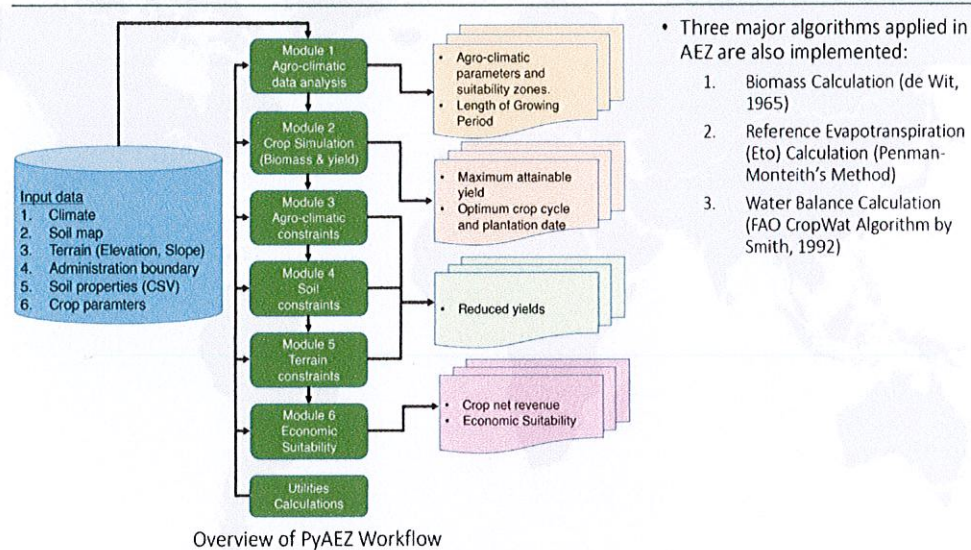 Module 1
Agro-climatic
data analysis
Module 2
Crop Simulation
(Biomass & yield)
Module 3
Agro-climatic
constraints
Module 4
Soil
constraints
Module 5
Terrain
constraints
Module 6
Economic
Suitability
Utilities
Calculations
Input data
1. Climate
2. Soil map
3. Terrain (Elevation, Slope)
4. Administration boundary
5. Soil properties (CSV)
6. Crop paramters
• Agro-climatic
parameters and
suitability zones.
• Length of Growing
Period
• Maximum attainable
yield
• Optimum crop cycle
and plantation date
• Reduced yields
• Crop net revenue
• Economic Suitability
Overview of PyAEZ Workflow
• Three major algorithms applied in
AEZ are also implemented:
1. Biomass Calculation (de Wit,
1965)
2. Reference Evapotranspiration
(Eto) Calculation (Penman-
Monteith's Method)
3. Water Balance Calculation
(FAO CropWat Algorithm by
Smith, 1992)